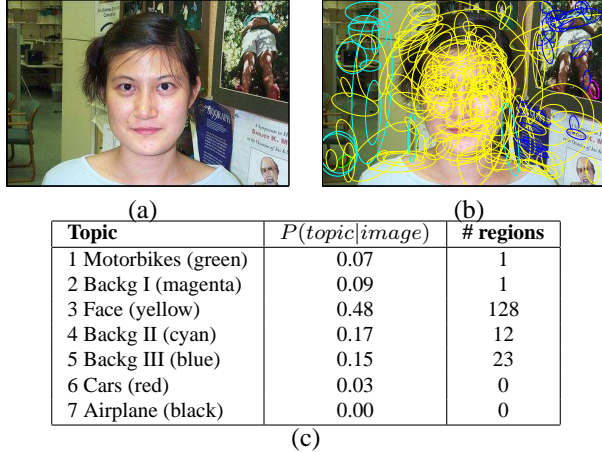 (a)
(b)
Topic P(topic|image) # regions
1 Motorbikes (green) 0.07 1
2 Backg I (magenta) 0.09 1
3 Face (yellow) 0.48 128
4 Backg II (cyan) 0.17 12
5 Backg III (blue) 0.15 23
6 Cars (red) 0.03 0
7 Airplane (black) 0.00 0
(c)